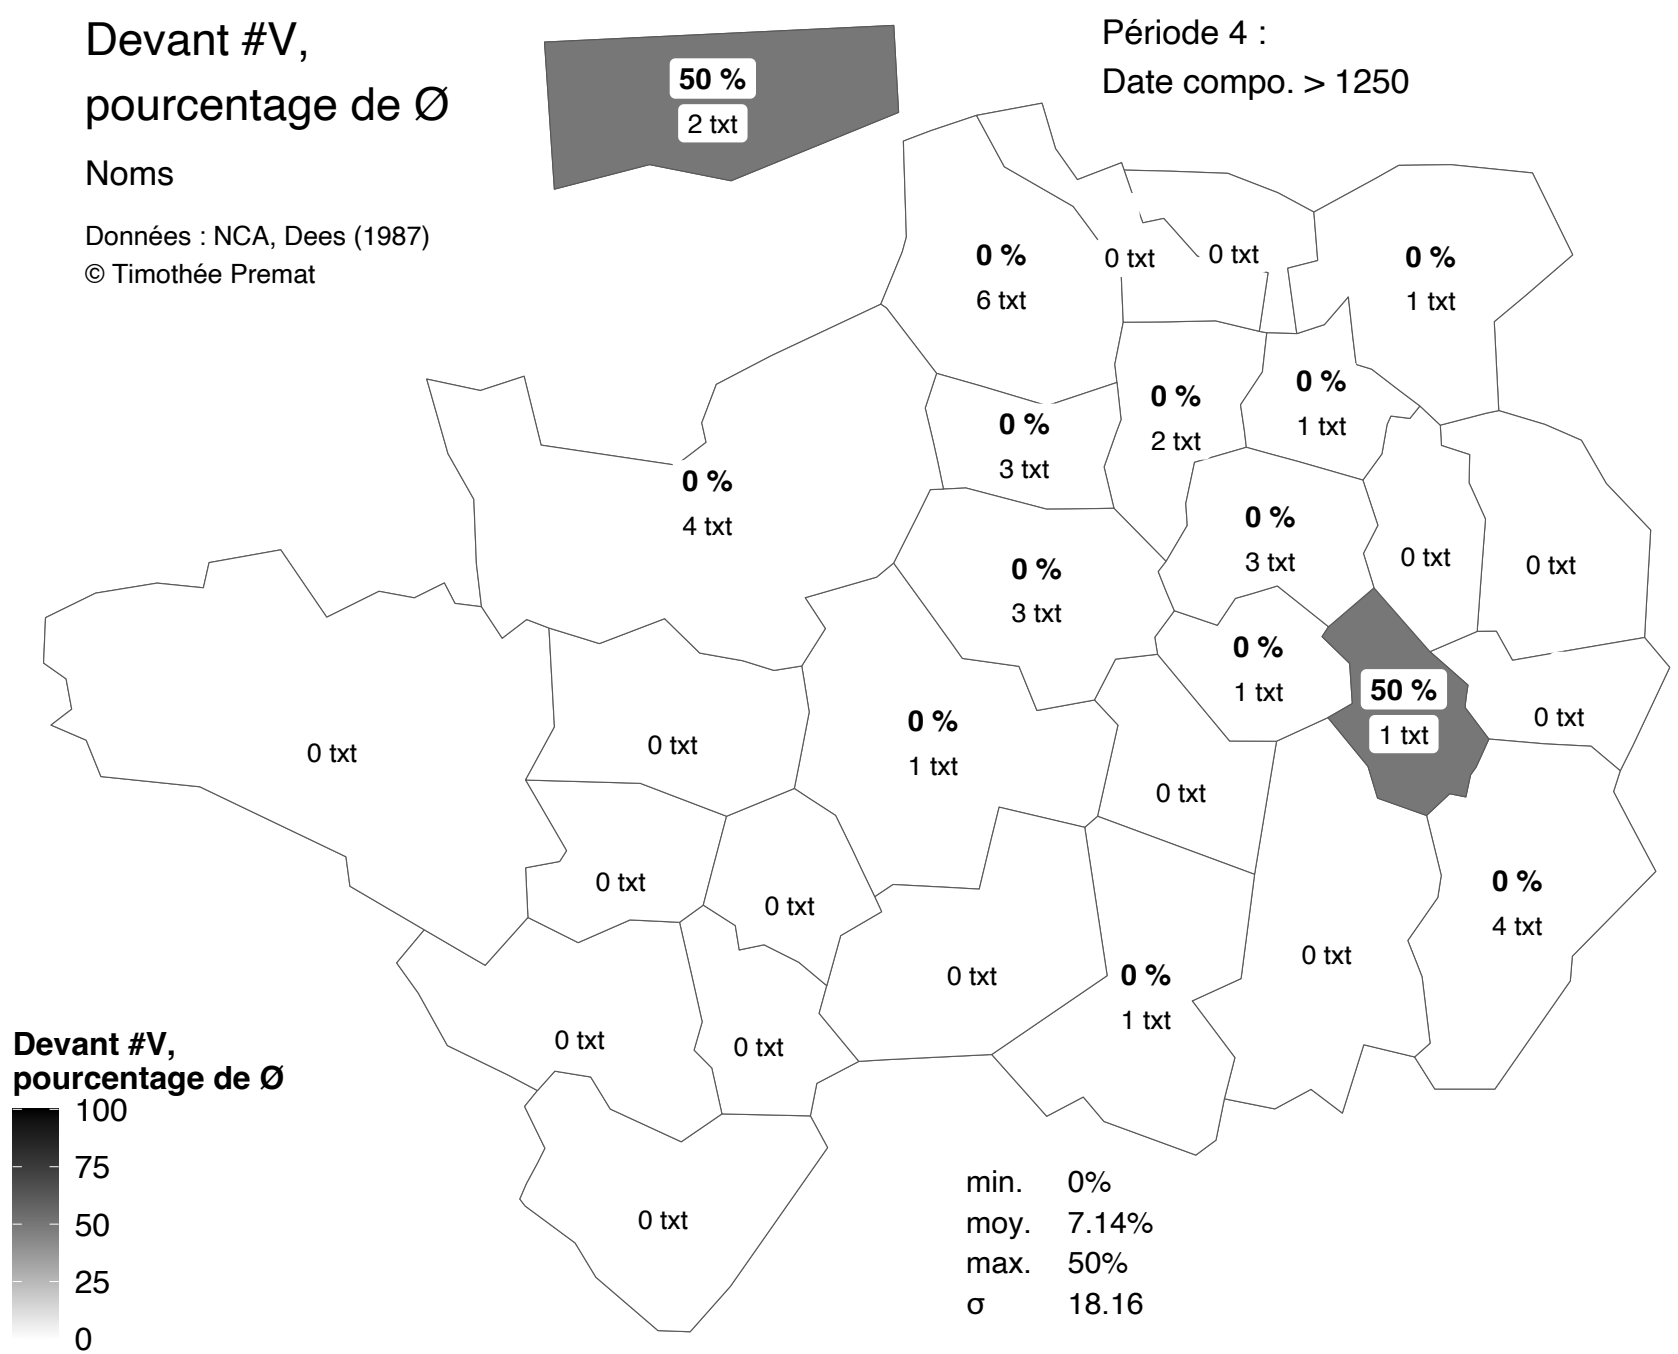 Devant #V,
pourcentage de Ø
Noms
Données : NCA, Dees (1987)
© Timothée Premat
Période 4 :
Date compo. > 1250
50 %
2 txt
0 %
6 txt
0 txt
0 txt
0 %
1 txt
0 %
3 txt
0 %
2 txt
0 %
1 txt
0 %
4 txt
0 %
3 txt
0 %
3 txt
0 txt
0 txt
0 %
1 txt
50 %
1 txt
0 txt
0 txt
0 txt
0 %
1 txt
0 txt
0 txt
0 txt
0 %
4 txt
0 txt
0 %
1 txt
0 txt
0 txt
0 txt
0 txt
Devant #V,
pourcentage de Ø
100
75
50
25
0
min. 0%
moy. 7.14%
max. 50%
σ 18.16